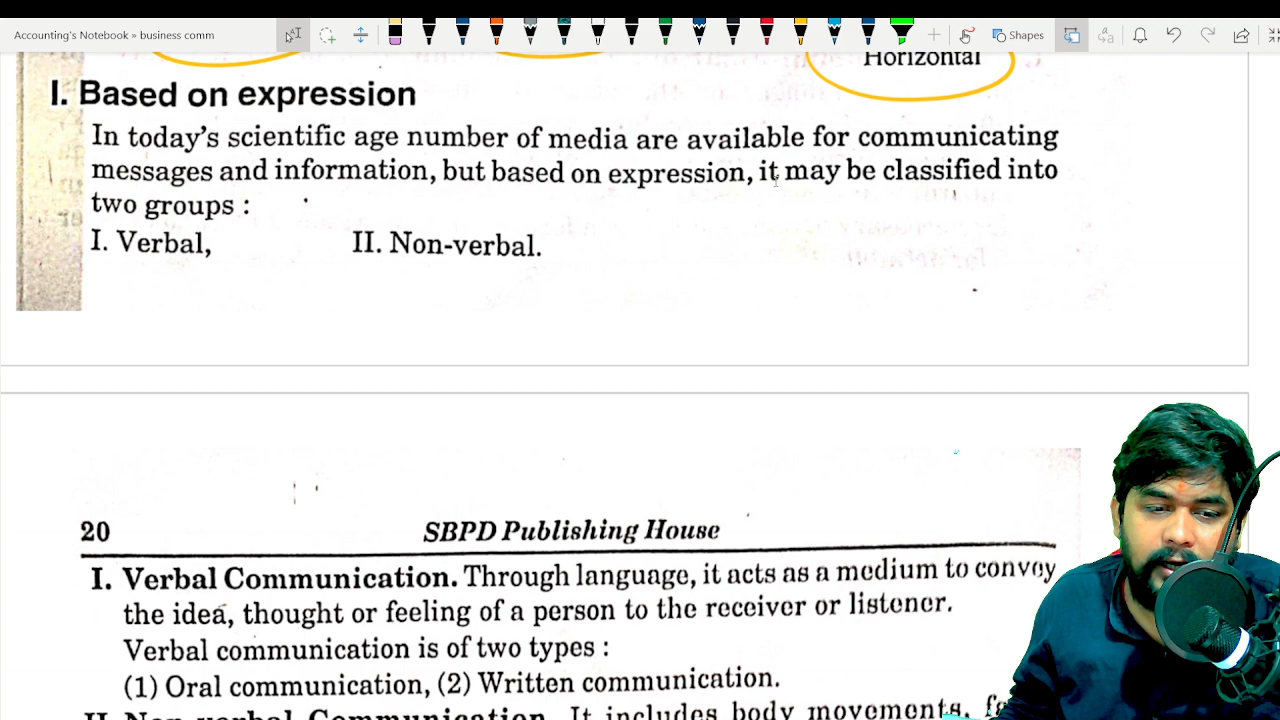 Accounting's Notebook » business comm
Shapes
Horizontal
I. Based on expression
In today's scientific age number of media are available for communicating
messages and information, but based on expression, it may be classified into
two groups :
I. Verbal,
II. Non-verbal.
20
SBPD Publishing House
I. Verbal Communication. Through language, it acts as a medium to convey
the idea, thought or feeling of a person to the receiver or listener.
Verbal communication is of two types :
(1) Oral communication, (2) Written communication.
II. Non-verbal Communication. It includes body movements,